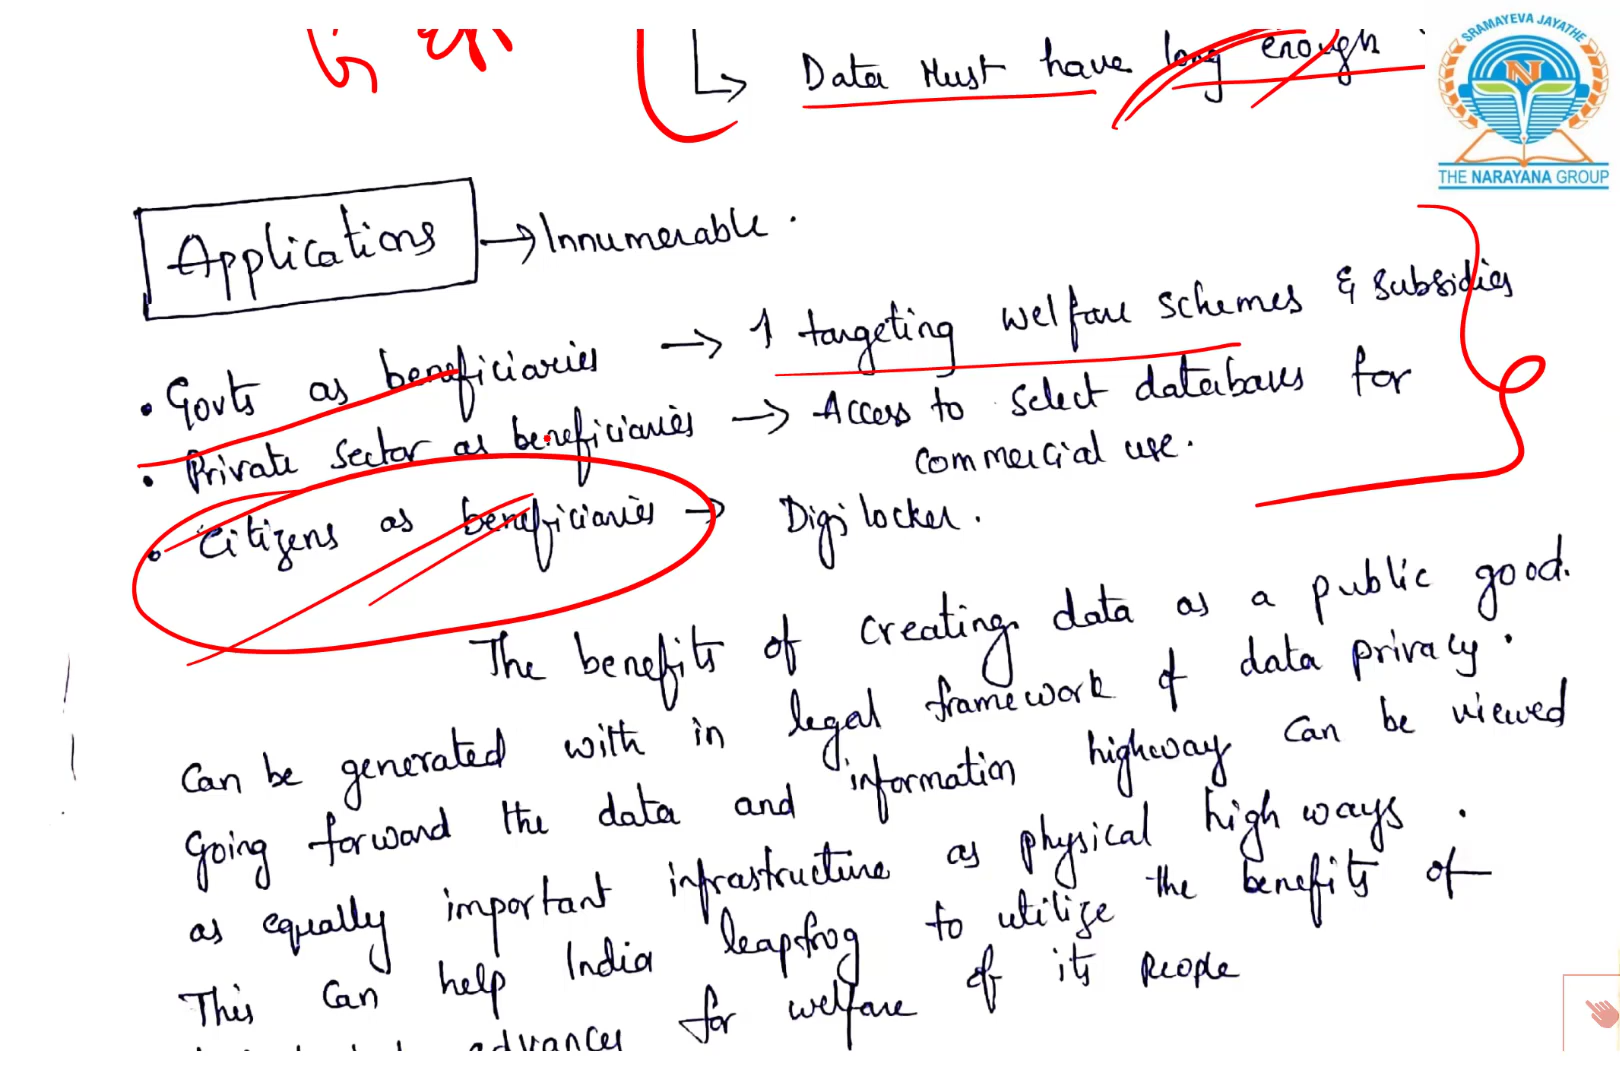 Data Must have long enough
SRAMAYEVA JAYATHE
N
THE NARAYANA GROUP
Applications → Innumerable.
• Govts as beneficiaries → ↑ targeting welfare schemes & subsidies
• Private sector as beneficiaries → Access to select databases for
commercial use.
• Citizens as beneficiaries → Digi locker.
The benefits of creating data as a public good.
Can be generated with in legal framework of data privacy.
Going forward the data and information highway can be viewed
as equally important infrastructure as physical high ways.
This can help India leapfrog to utilize the benefits of
advances for welfare of its people